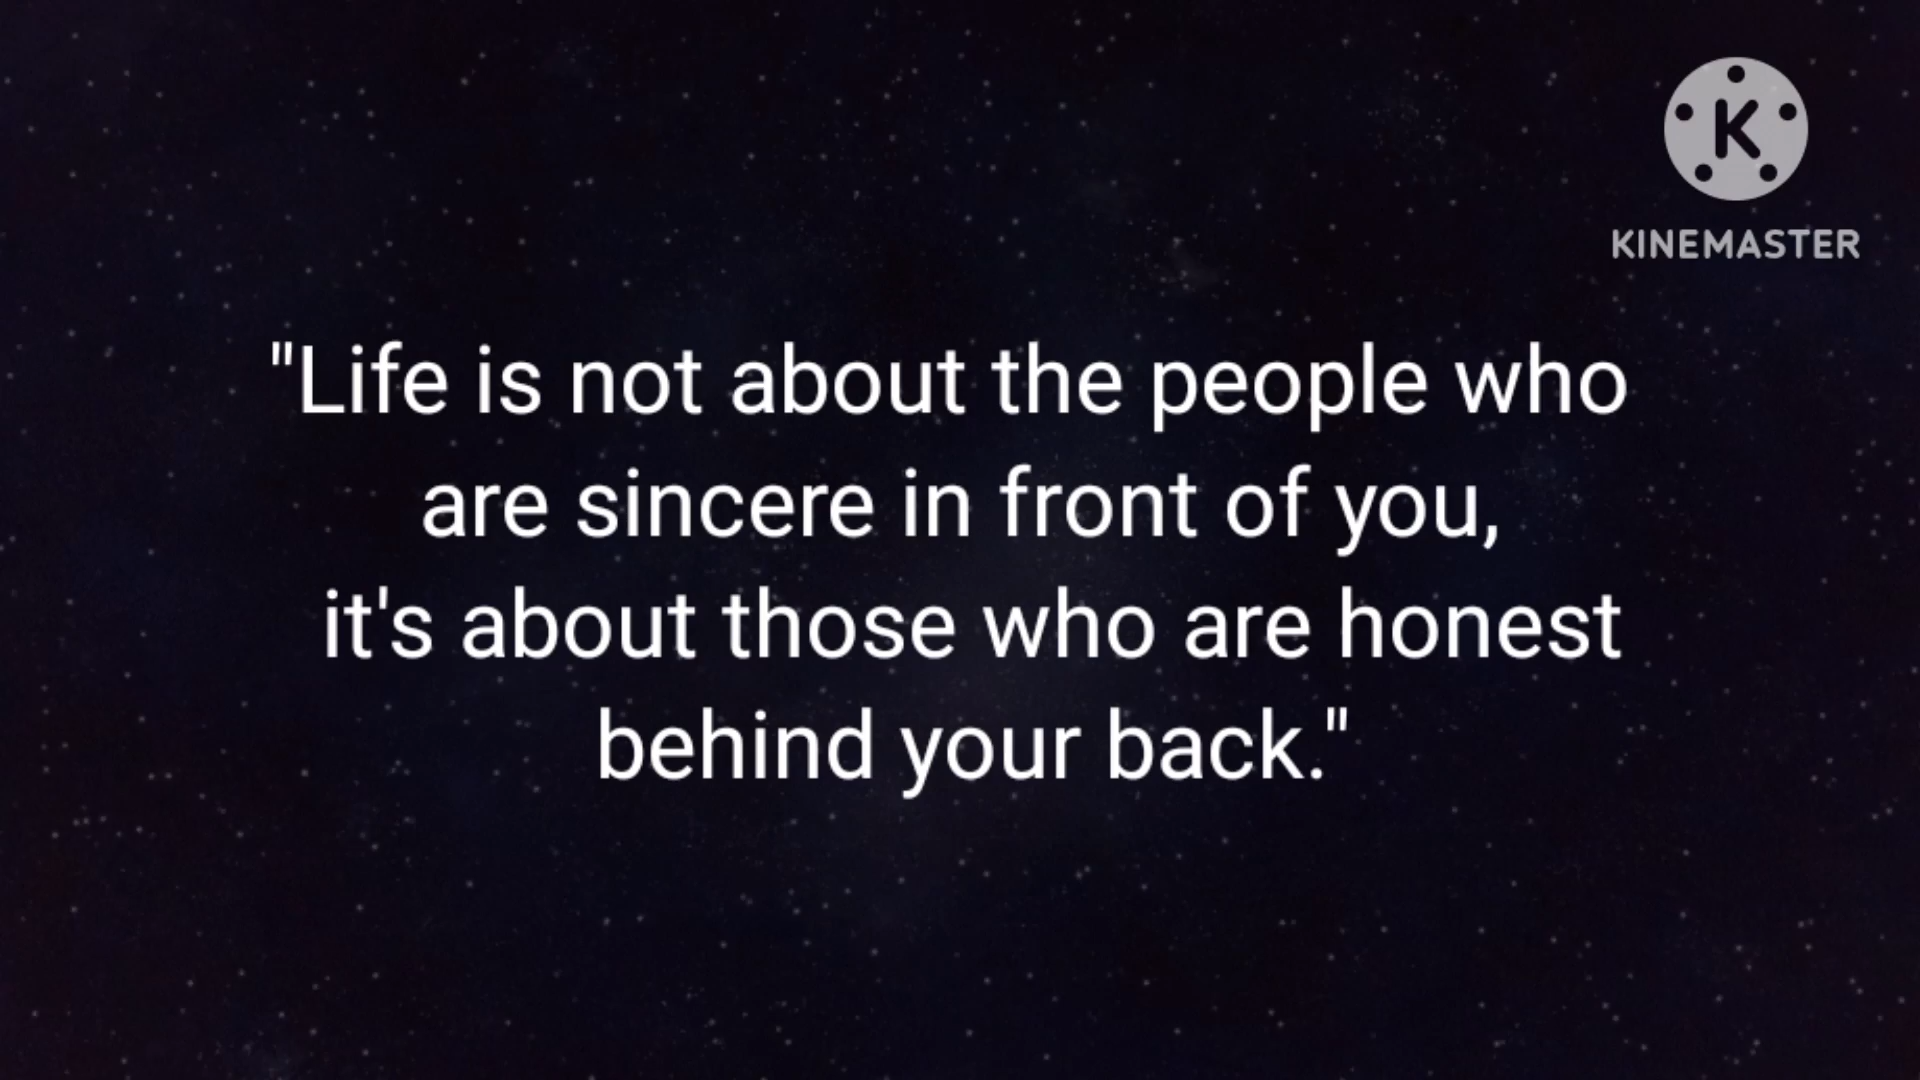 K
KINEMASTER
"Life is not about the people who
are sincere in front of you,
it's about those who are honest
behind your back."